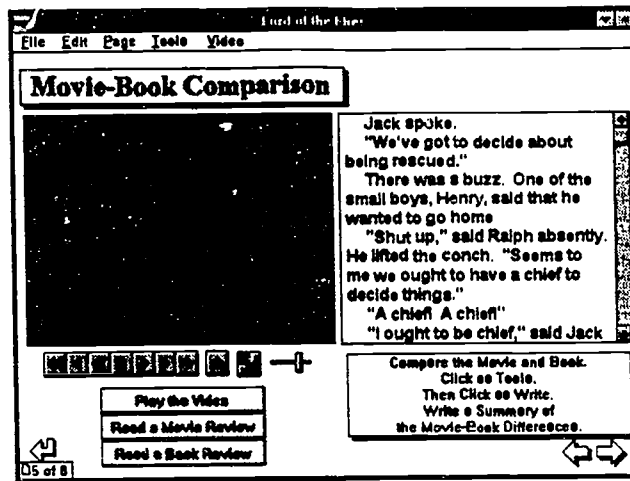 Lord of the Flies
File Edit Page Tools Video
Movie-Book Comparison
Jack spoke.
"We've got to decide about
being rescued."
There was a buzz. One of the
small boys, Henry, said that he
wanted to go home
"Shut up," said Ralph absently.
He lifted the conch. "Seems to
me we ought to have a chief to
decide things."
"A chief! A chief!"
"I ought to be chief," said Jack
Play the Video
Read a Movie Review
Read a Book Review
Compare the Movie and Book.
Click on Tools.
Then Click on Write.
Write a Summary of
the Movie-Book Differences.
5 of 8